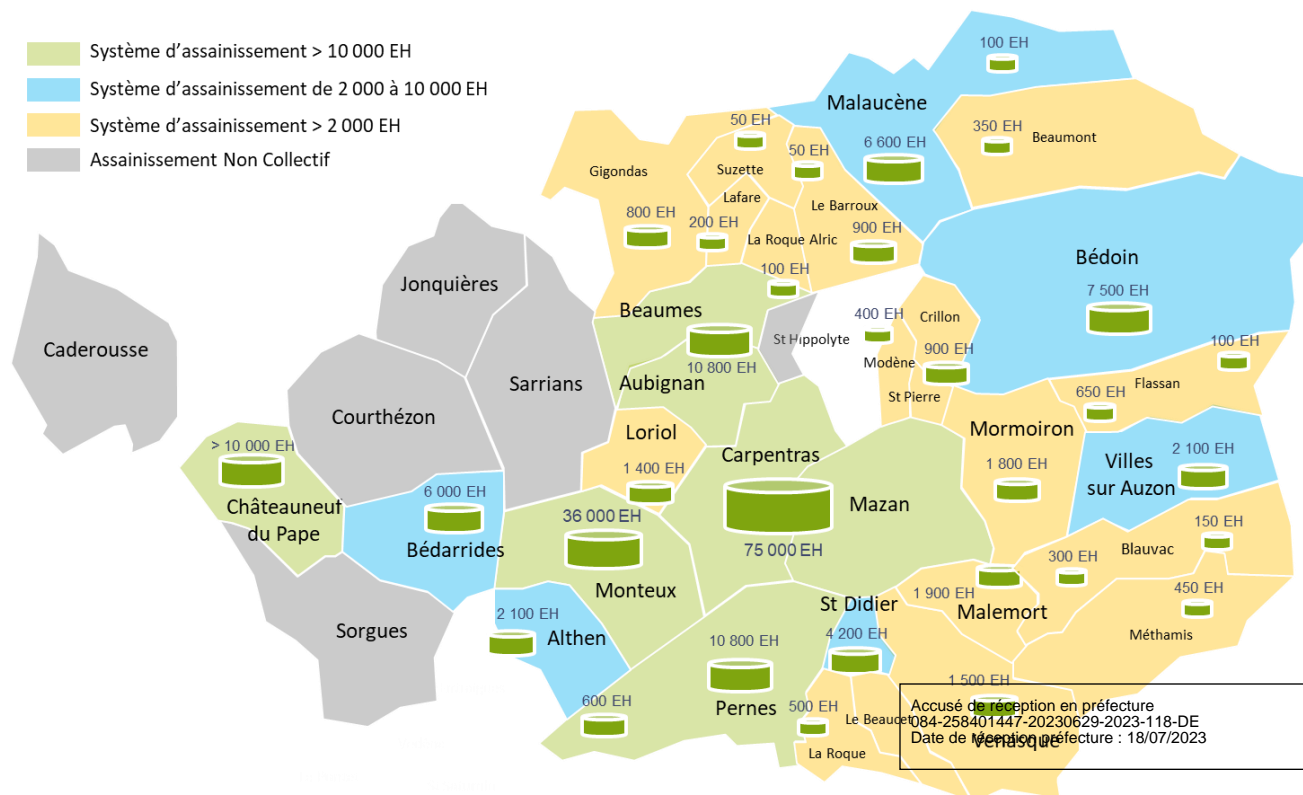 Système d'assainissement > 10 000 EH
Système d'assainissement de 2 000 à 10 000 EH
Système d'assainissement > 2 000 EH
Assainissement Non Collectif
100 EH
Malaucène
6 600 EH
350 EH
Beaumont
50 EH
Suzette
50 EH
Gigondas
800 EH
Lafare
200 EH
Le Barroux
900 EH
La Roque Alric
100 EH
Bédoin
7 500 EH
Jonquières
Caderousse
Beaumes
10 800 EH
Aubignan
St Hippolyte
400 EH
Modène
Crillon
900 EH
St Pierre
100 EH
Flassan
650 EH
Sarrians
Courthézon
Loriol
1 400 EH
Carpentras
75 000 EH
Mazan
Mormoiron
1 800 EH
Villes
sur Auzon
2 100 EH
> 10 000 EH
Châteauneuf
du Pape
6 000 EH
Bédarrides
36 000 EH
Monteux
150 EH
Blauvac
300 EH
450 EH
Méthamis
1 900 EH
Malemort
St Didier
4 200 EH
Sorgues
2 100 EH
Althen
10 800 EH
Pernes
600 EH
500 EH
La Roque
Le Beaucet
1 500 EH
Venasque
Accusé de réception en préfecture
084-258401447-20230629-2023-118-DE
Date de réception préfecture : 18/07/2023